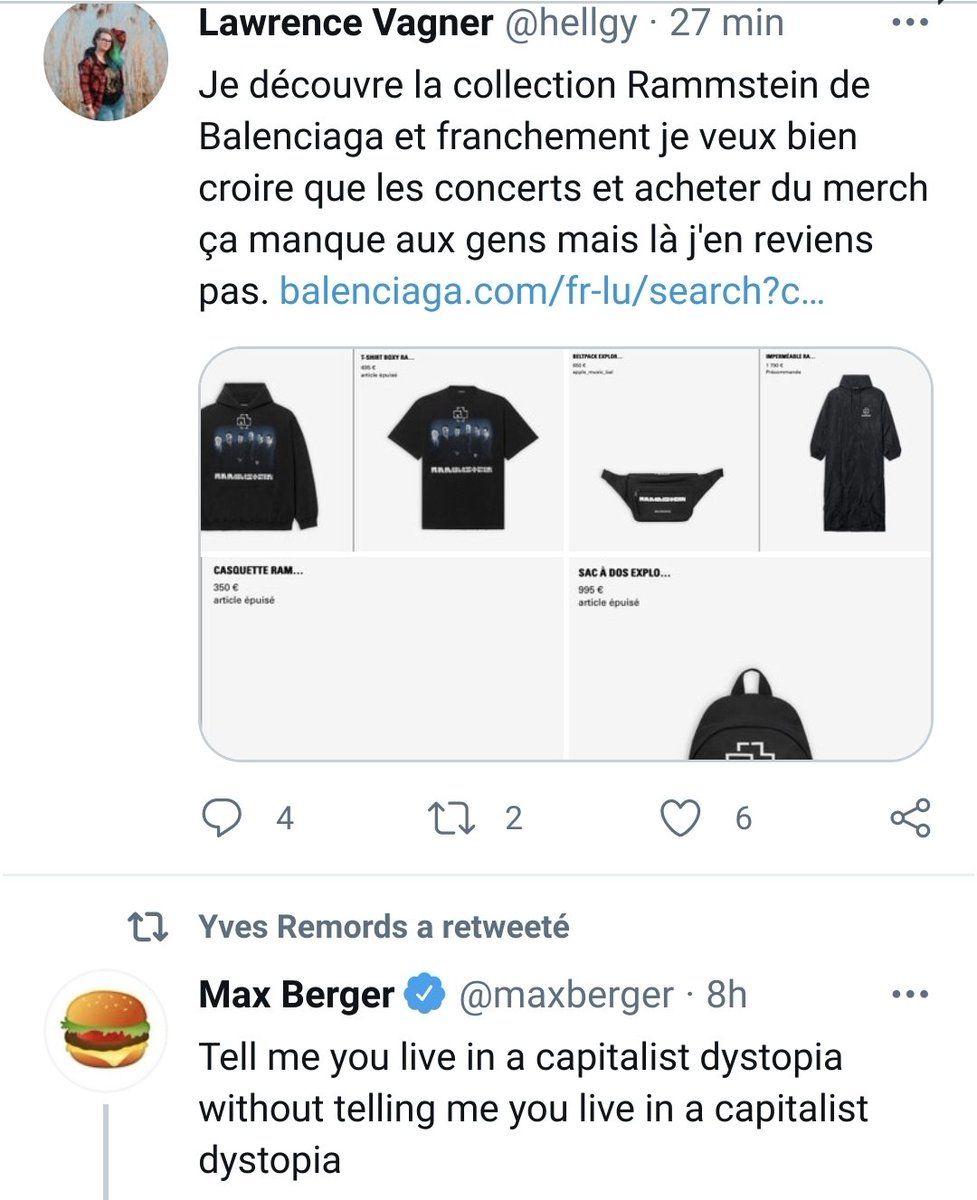 Lawrence Vagner @hellgy · 27 min
Je découvre la collection Rammstein de
Balenciaga et franchement je veux bien
croire que les concerts et acheter du merch
ça manque aux gens mais là j'en reviens
pas. balenciaga.com/fr-lu/search?c...
T-SHIRT BOXY RA...
495 €
article épuisé
BELTPACK EXPLOR...
650 €
IMPERMÉABLE RA...
1 790 €
Précommande
RAMMSTEIN
RAMMSTEIN
RAMMSTEIN
CASQUETTE RAM...
350 €
article épuisé
SAC À DOS EXPLO...
995 €
article épuisé
4 2 6
Yves Remords a retweeté
Max Berger @maxberger · 8h
Tell me you live in a capitalist dystopia
without telling me you live in a capitalist
dystopia